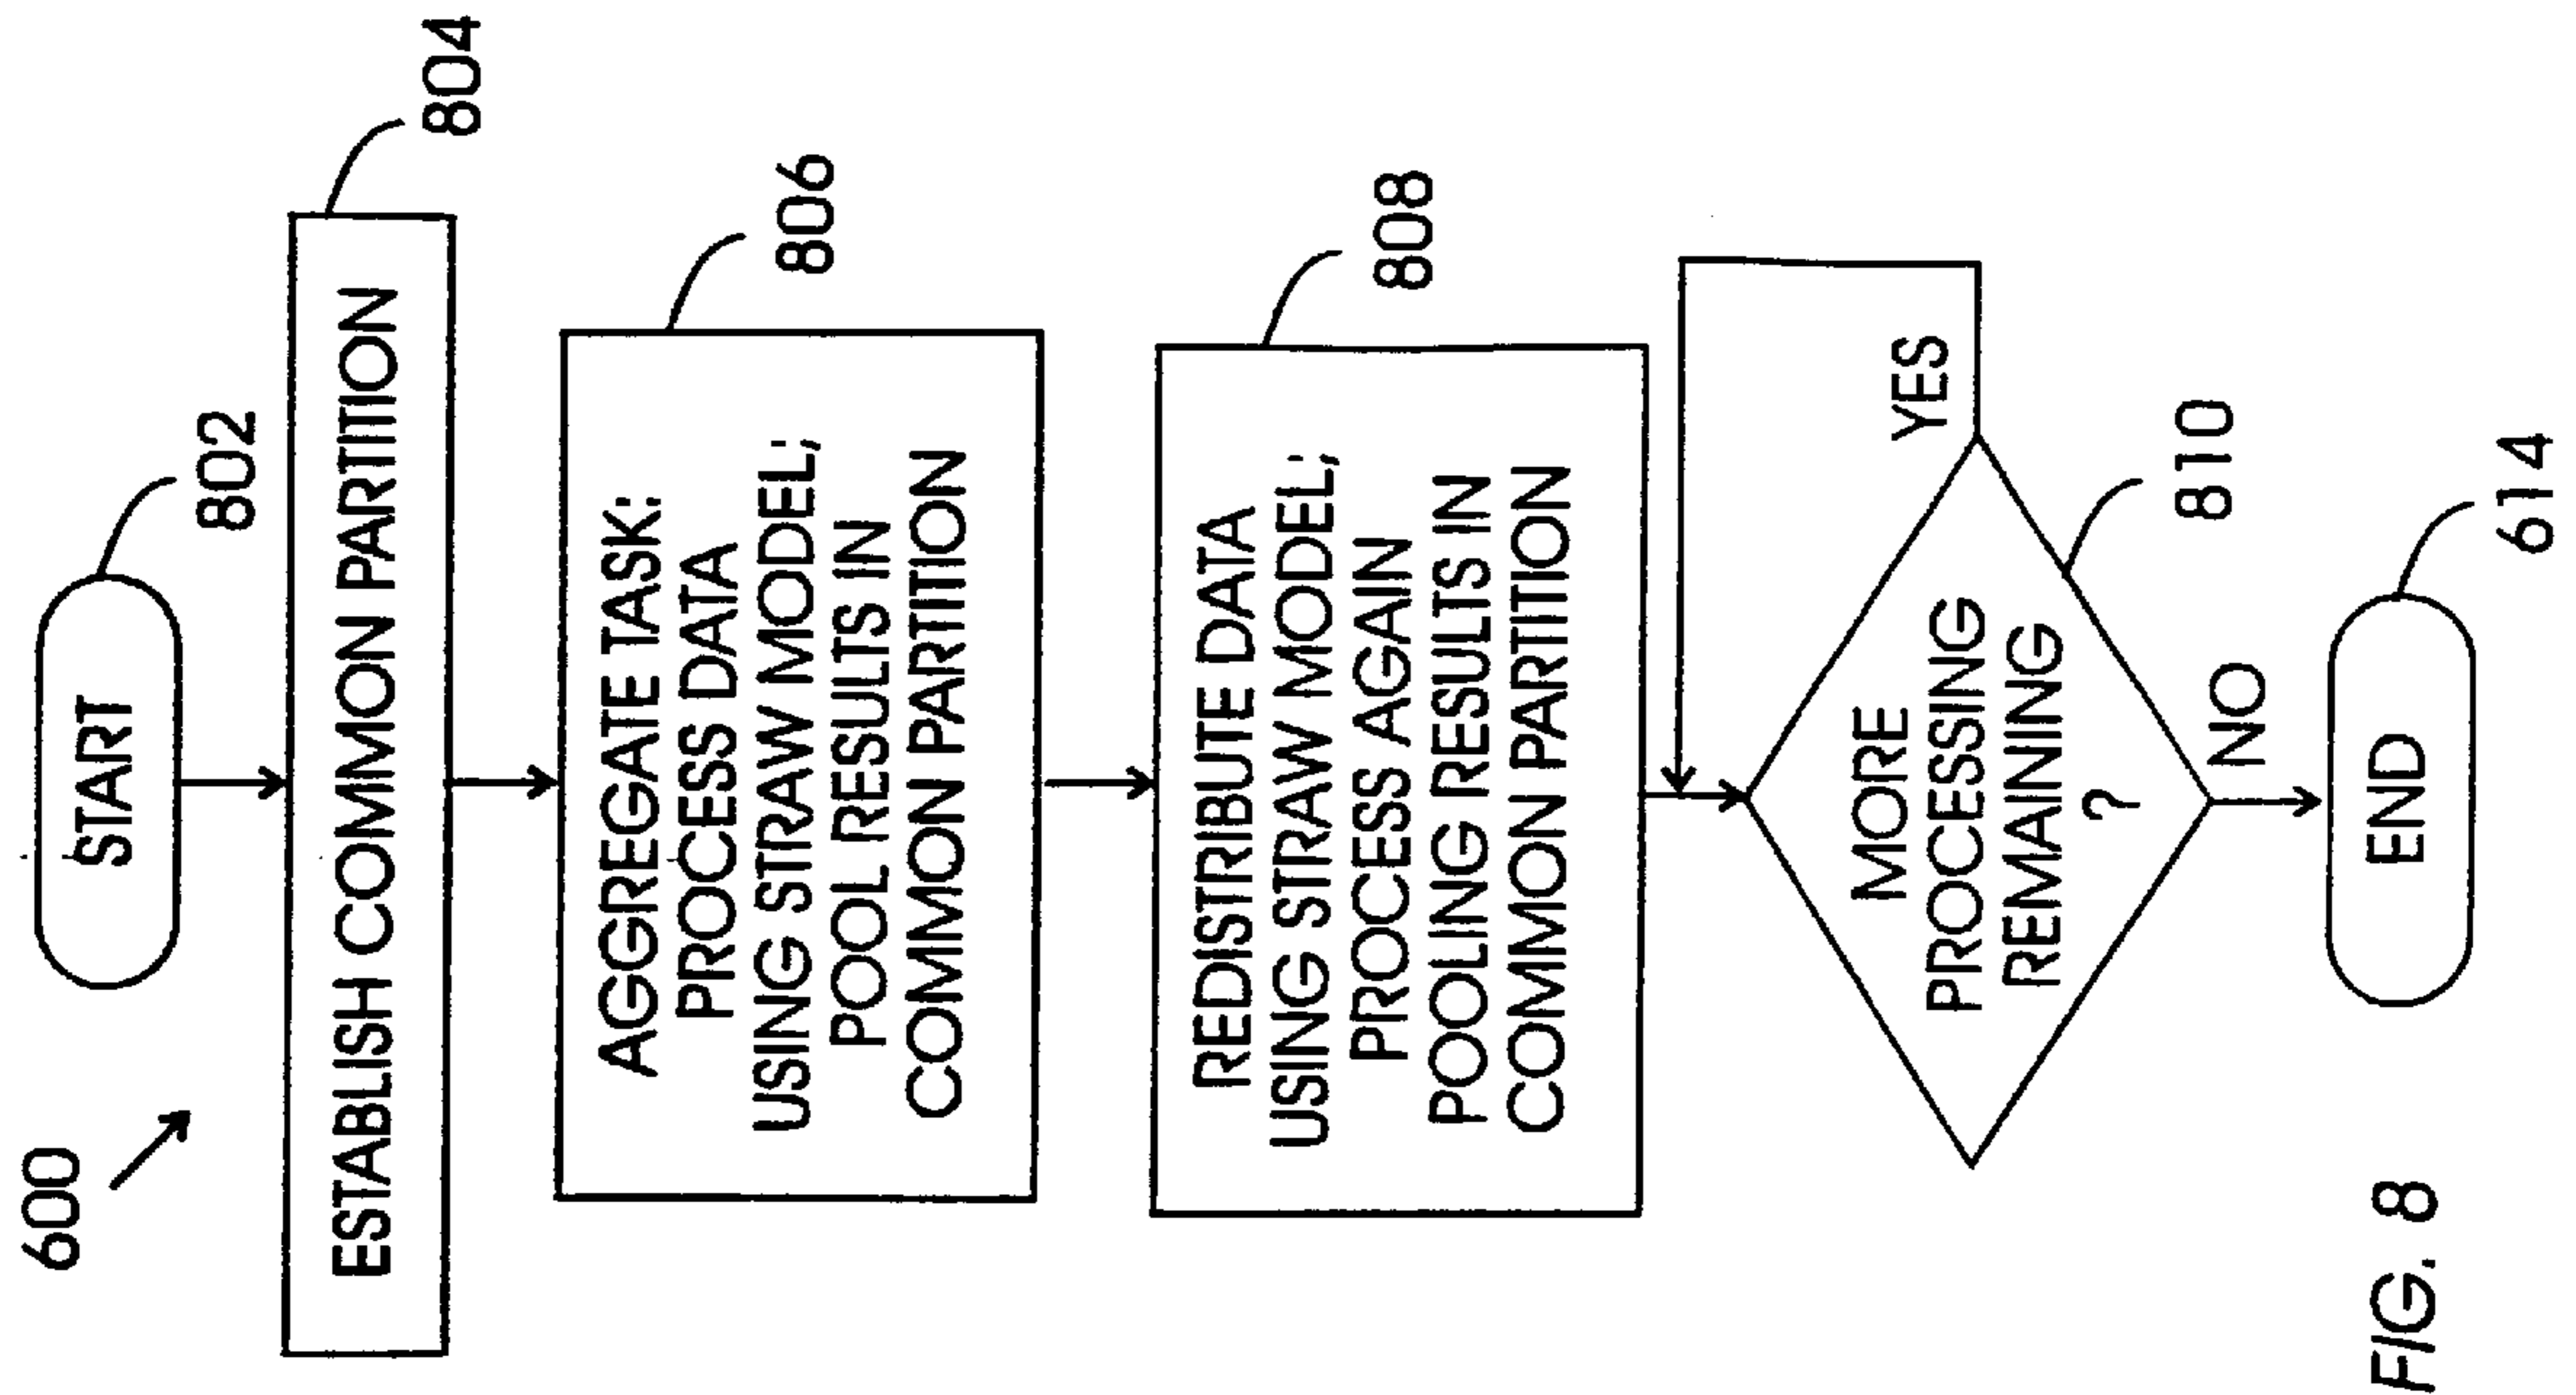 600
START
802
ESTABLISH COMMON PARTITION
804
AGGREGATE TASK:
PROCESS DATA
USING STRAW MODEL;
POOL RESULTS IN
COMMON PARTITION
806
REDISTRIBUTE DATA
USING STRAW MODEL;
PROCESS AGAIN
POOLING RESULTS IN
COMMON PARTITION
808
MORE
PROCESSING
REMAINING
?
YES
810
NO
END
614
FIG. 8